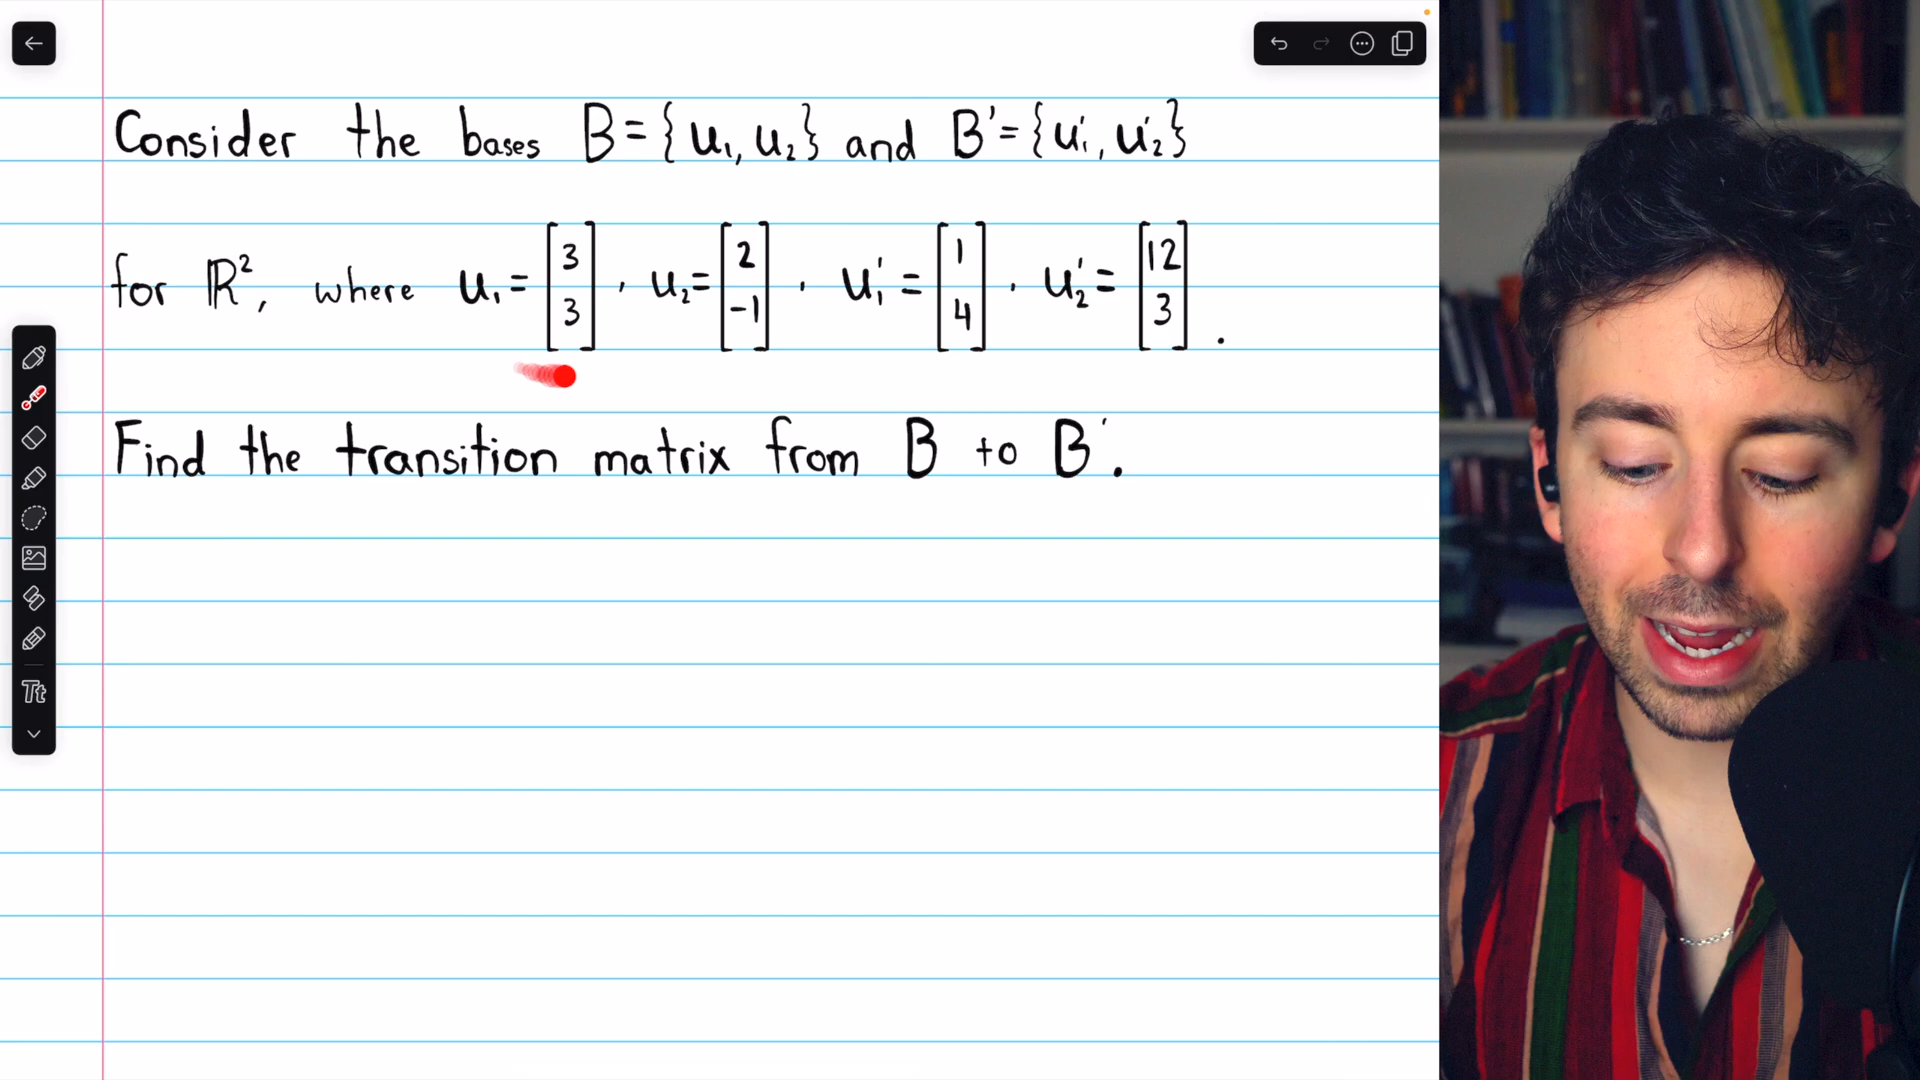 Consider the bases B={u₁, u₂} and B'={u₁', u₂'}
for ℝ², where u₁ = [3 3], u₂= [2 -1], u₁' = [1 4], u₂' = [12 3].
Find the transition matrix from B to B'.
Tt